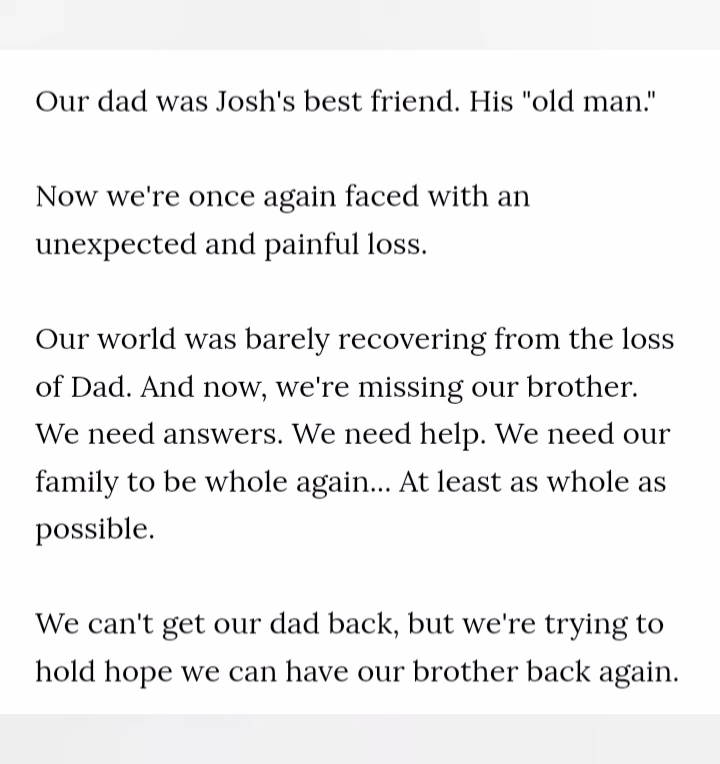 Our dad was Josh's best friend. His "old man."
Now we're once again faced with an
unexpected and painful loss.
Our world was barely recovering from the loss
of Dad. And now, we're missing our brother.
We need answers. We need help. We need our
family to be whole again... At least as whole as
possible.
We can't get our dad back, but we're trying to
hold hope we can have our brother back again.